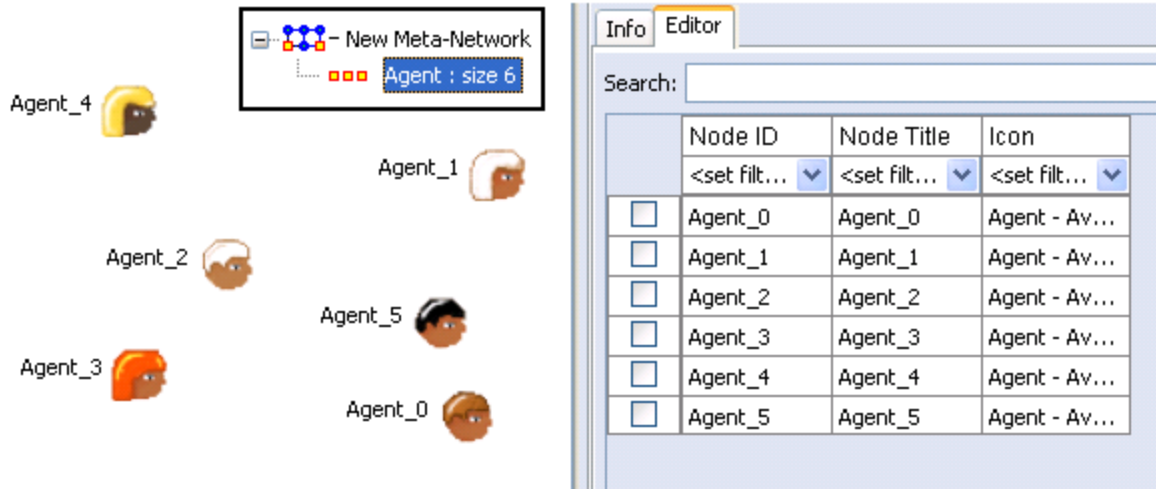 New Meta-Network
Agent : size 6
Agent_4
Agent_1
Agent_2
Agent_5
Agent_3
Agent_0
Info Editor
Search:
Node ID Node Title Icon
<set filt... <set filt... <set filt...
Agent_0 Agent_0 Agent - Av...
Agent_1 Agent_1 Agent - Av...
Agent_2 Agent_2 Agent - Av...
Agent_3 Agent_3 Agent - Av...
Agent_4 Agent_4 Agent - Av...
Agent_5 Agent_5 Agent - Av...